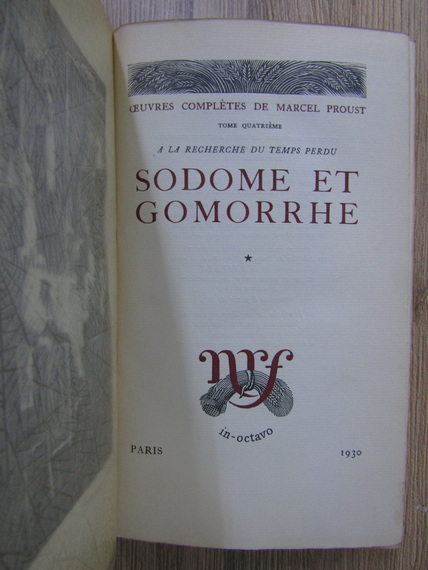 ŒUVRES COMPLÈTES DE MARCEL PROUST
TOME QUATRIÈME
A LA RECHERCHE DU TEMPS PERDU
SODOME ET
GOMORRHE
*
nrf
in-octavo
PARIS 1930